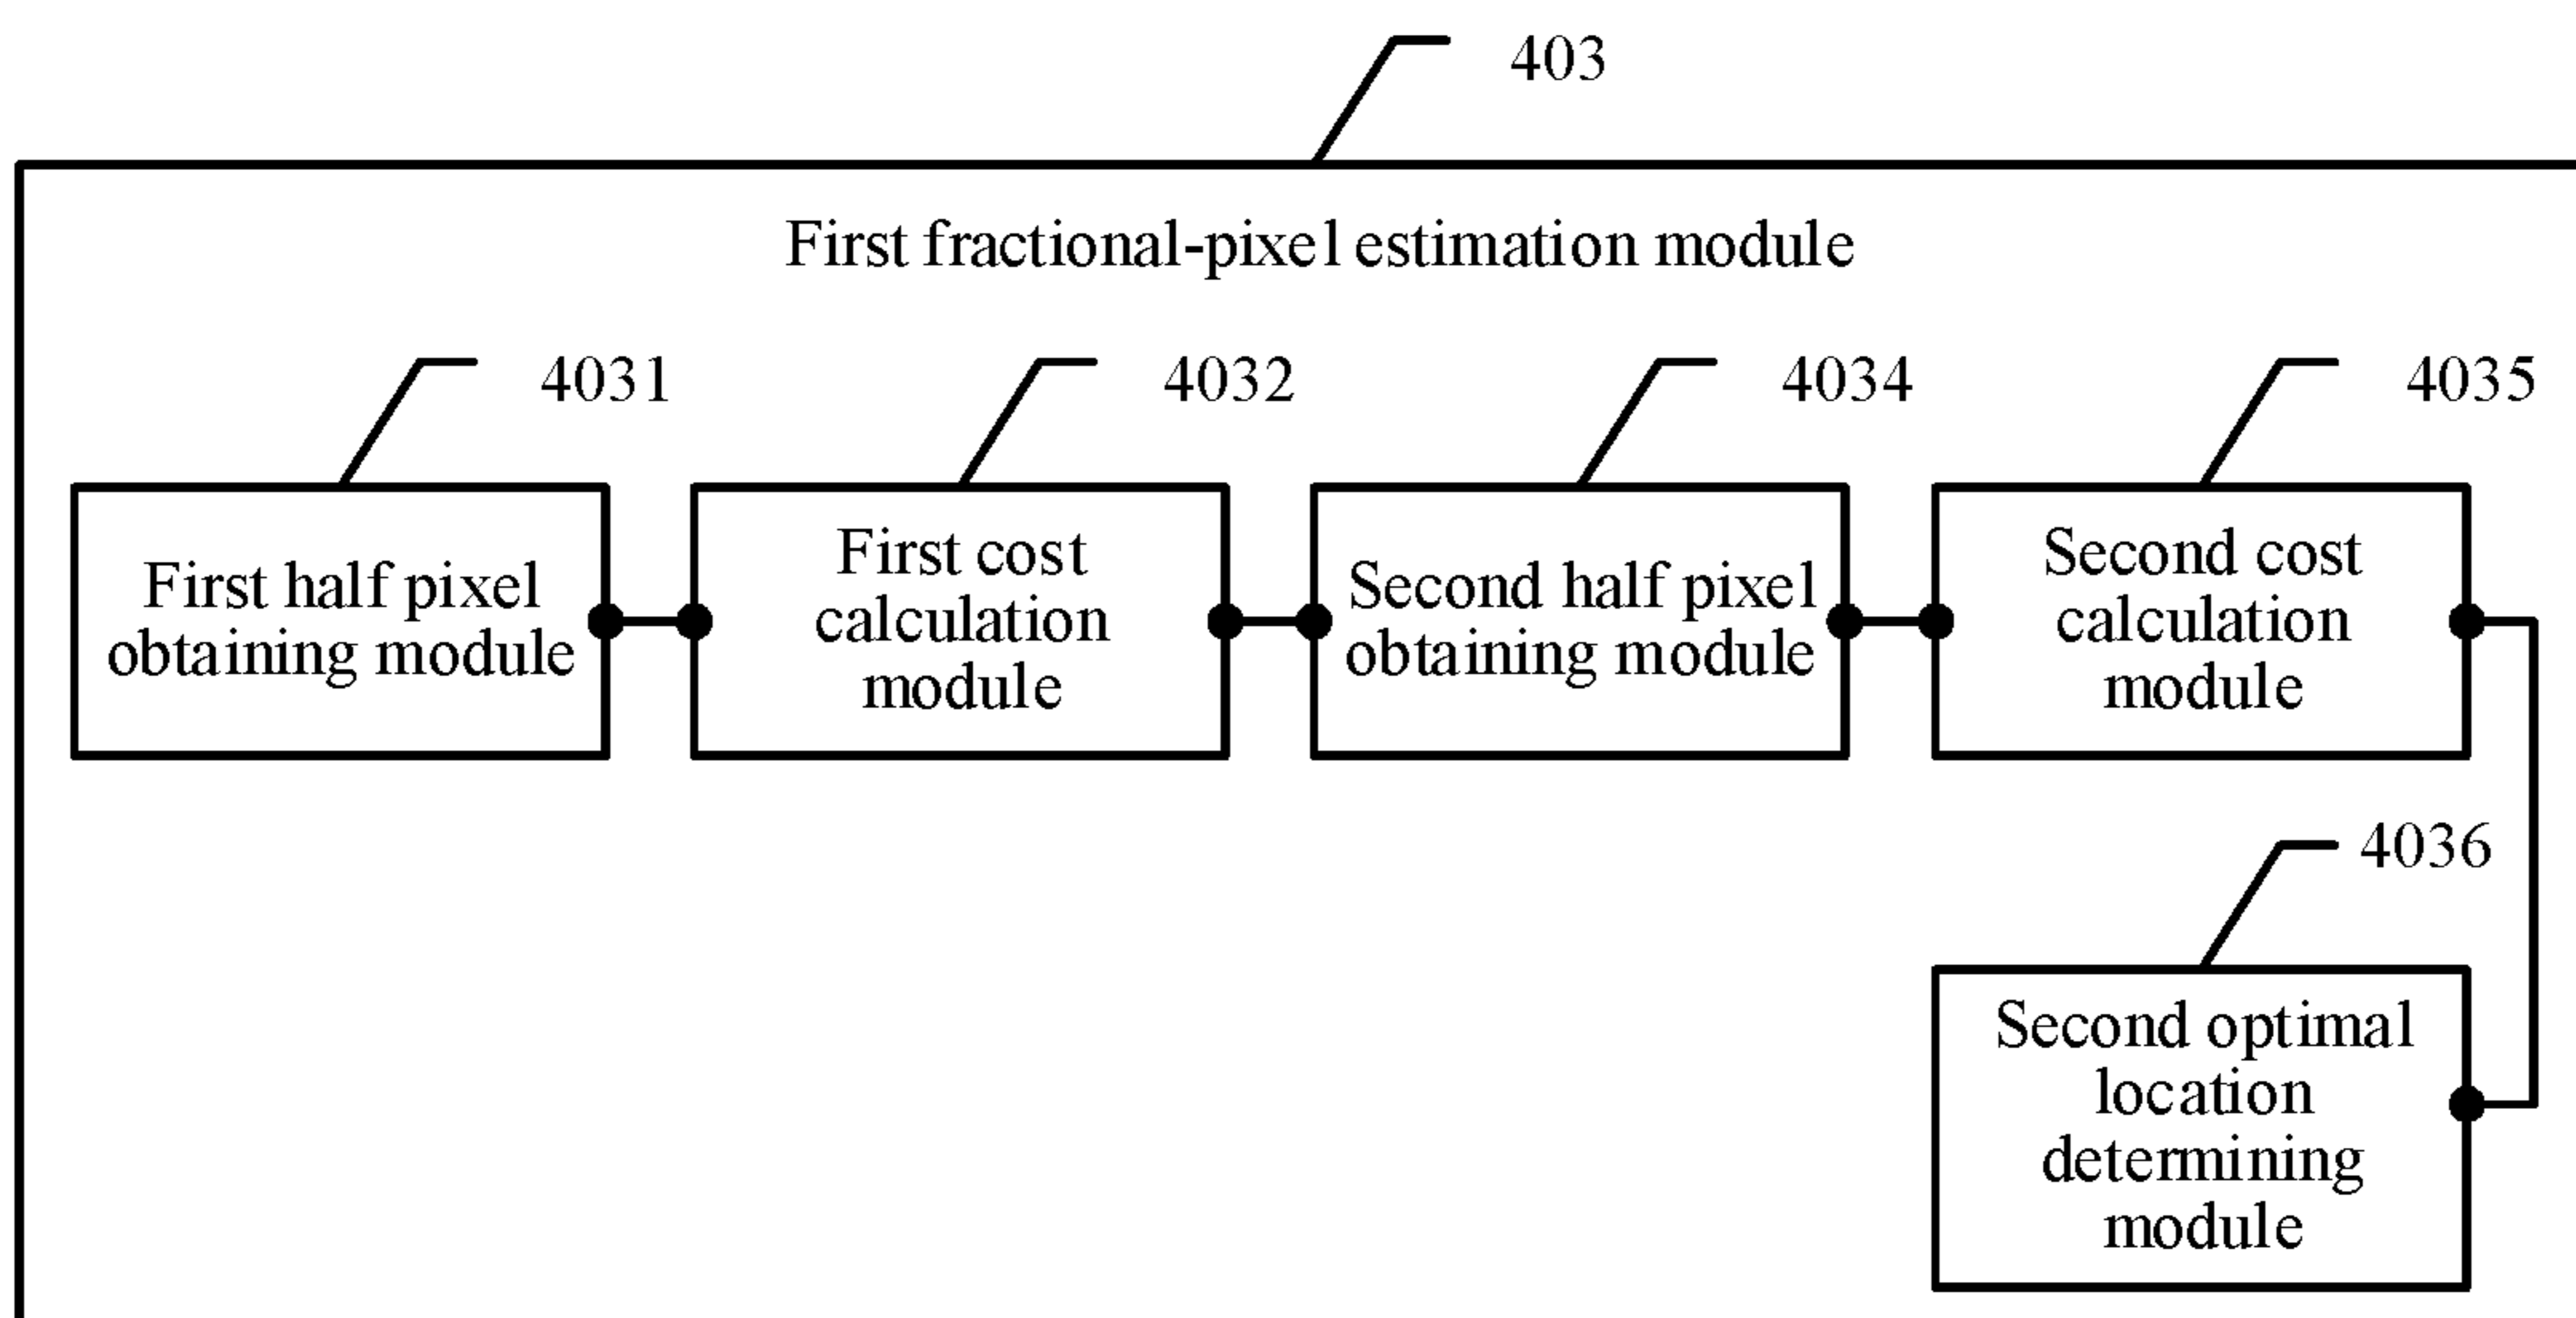 403
First fractional-pixel estimation module
4031
4032
4034
4035
First half pixel
obtaining module
First cost
calculation
module
Second half pixel
obtaining module
Second cost
calculation
module
4036
Second optimal
location
determining
module